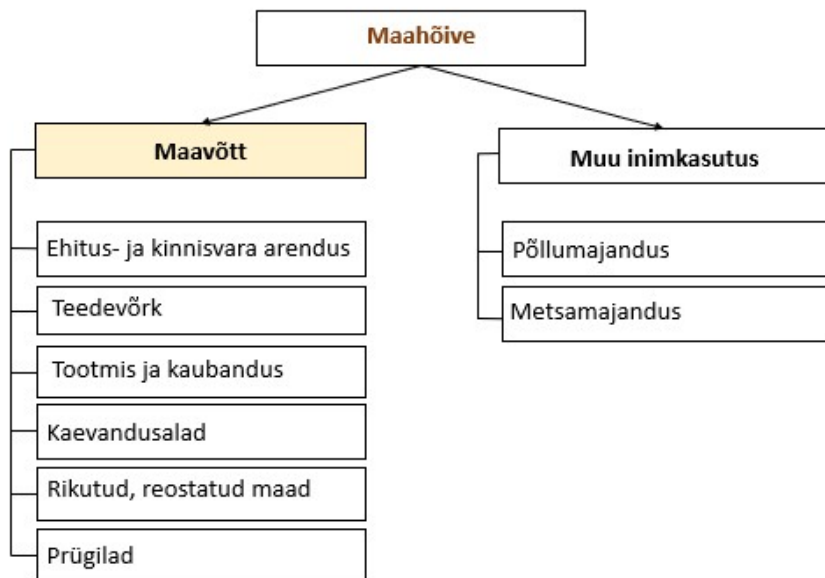 Maahõive
Maavõtt
Ehitus- ja kinnisvara arendus
Teedevõrk
Tootmis ja kaubandus
Kaevandusalad
Rikutud, reostatud maad
Prügilad
Muu inimkasutus
Põllumajandus
Metsamajandus